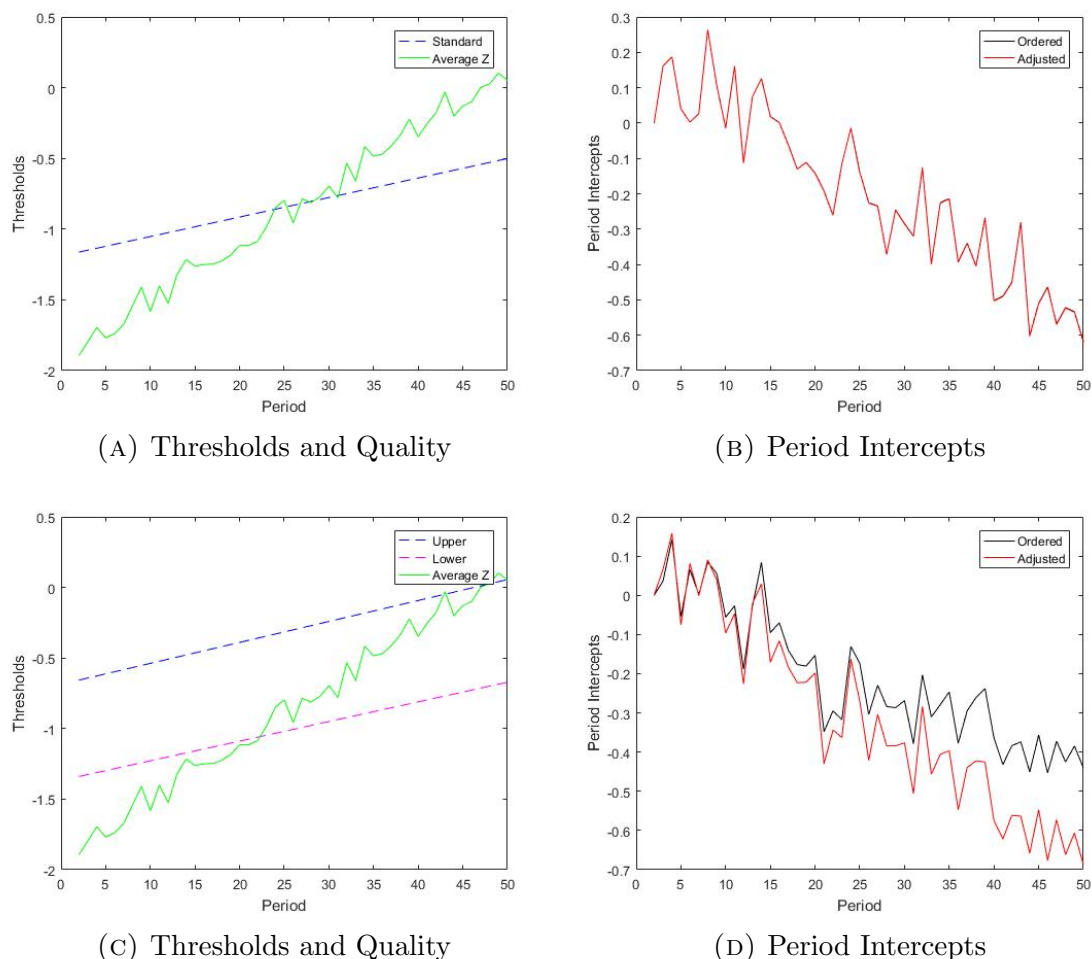 0.5
0
-0.5
-1
-1.5
-2
Thresholds
0 5 10 15 20 25 30 35 40 45 50
Period
Standard
Average Z
(A) Thresholds and Quality
0.3
0.2
0.1
0
-0.1
-0.2
-0.3
-0.4
-0.5
-0.6
-0.7
Period Intercepts
0 5 10 15 20 25 30 35 40 45 50
Period
Ordered
Adjusted
(B) Period Intercepts
0.5
0
-0.5
-1
-1.5
-2
Thresholds
0 5 10 15 20 25 30 35 40 45 50
Period
Upper
Lower
Average Z
(C) Thresholds and Quality
0.2
0.1
0
-0.1
-0.2
-0.3
-0.4
-0.5
-0.6
-0.7
Period Intercepts
0 5 10 15 20 25 30 35 40 45 50
Period
Ordered
Adjusted
(D) Period Intercepts